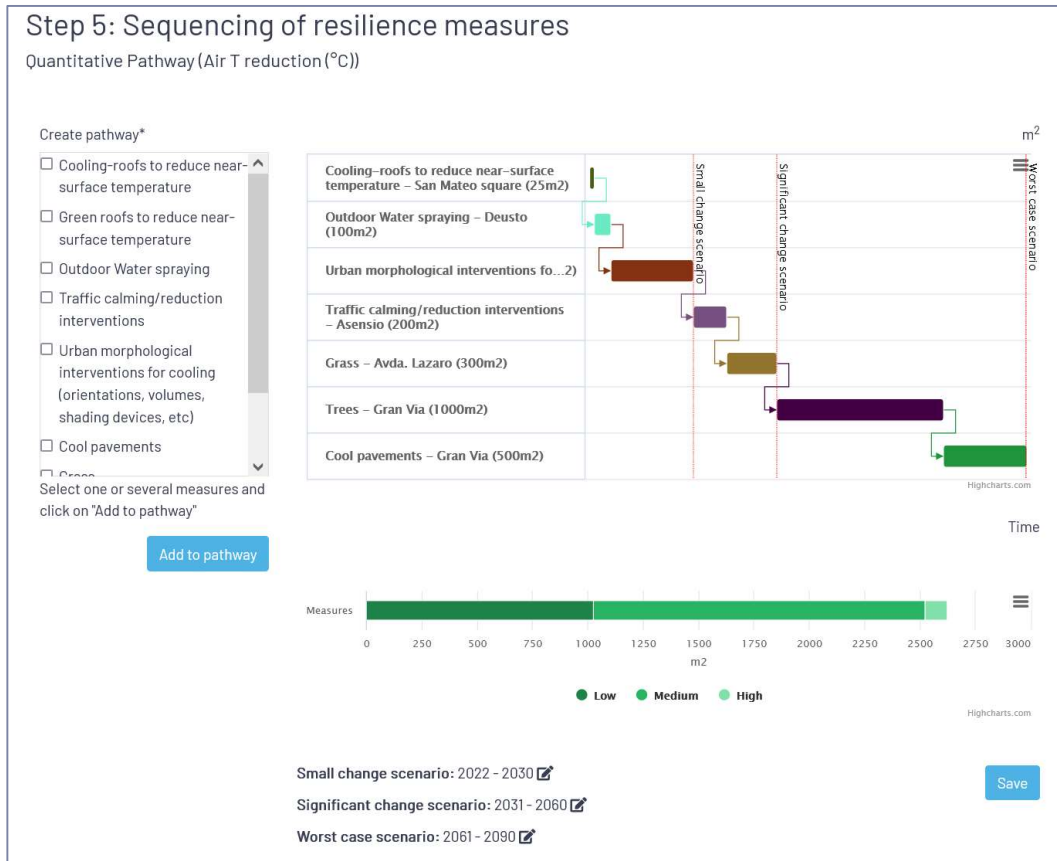 Step 5: Sequencing of resilience measures
Quantitative Pathway (Air T reduction (°C))
Create pathway*
Cooling-roofs to reduce near-
surface temperature
Green roofs to reduce near-
surface temperature
Outdoor Water spraying
Traffic calming/reduction
interventions
Urban morphological
interventions for cooling
(orientations, volumes,
shading devices, etc)
Cool pavements
Grass
Select one or several measures and
click on "Add to pathway"
Add to pathway
m²
Cooling-roofs to reduce near-surface
temperature – San Mateo square (25m2)
Outdoor Water spraying – Deusto
(100m2)
Urban morphological interventions fo...2)
Traffic calming/reduction interventions
– Asensio (200m2)
Grass – Avda. Lazaro (300m2)
Trees – Gran Via (1000m2)
Cool pavements – Gran Via (500m2)
Small change scenario
Significant change scenario
Worst case scenario
Highcharts.com
Time
Measures
0 250 500 750 1000 1250 1500 1750 2000 2250 2500 2750 3000
m2
Low Medium High
Highcharts.com
Small change scenario: 2022 - 2030
Significant change scenario: 2031 - 2060
Worst case scenario: 2061 - 2090
Save